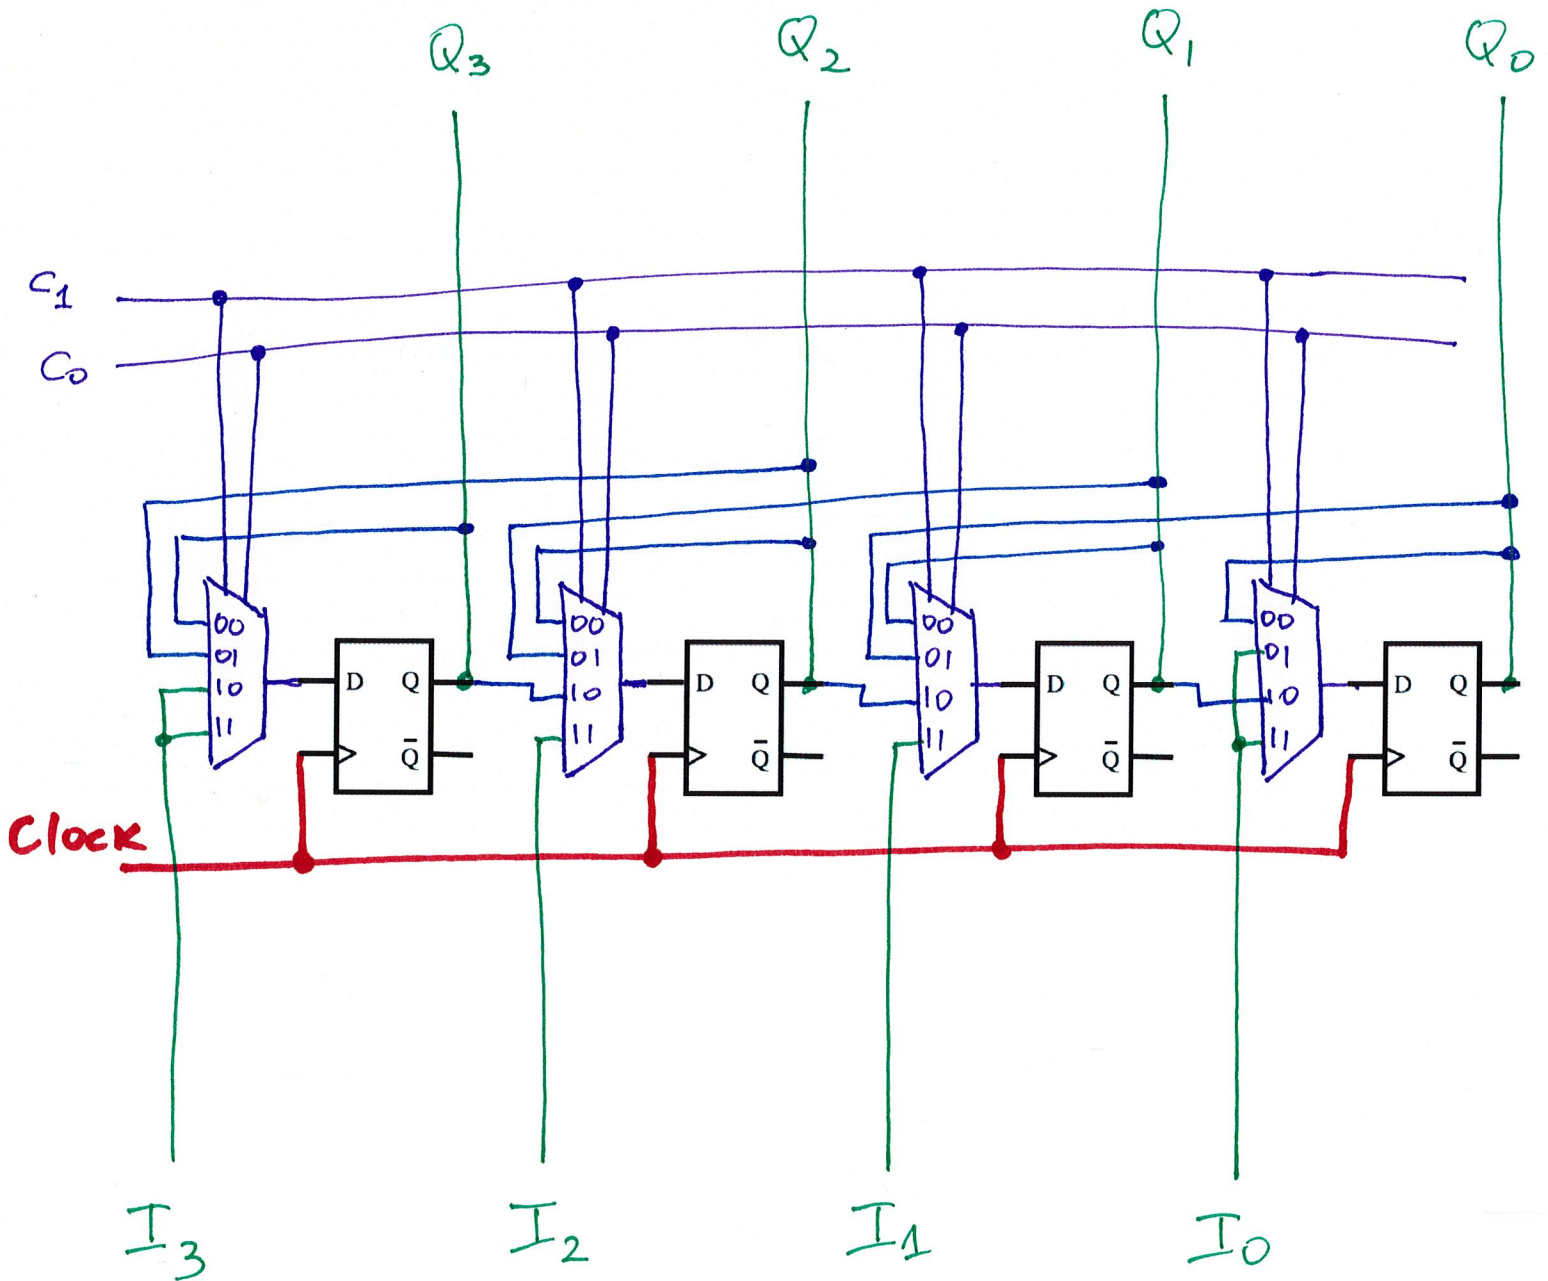 Q3 Q2 Q1 Q0
C1
C0
00 00 00 00
01 01 01 01
10 10 10 10
11 11 11 11
D Q D Q D Q D Q
Q̅ Q̅ Q̅ Q̅
Clock
I3 I2 I1 I0